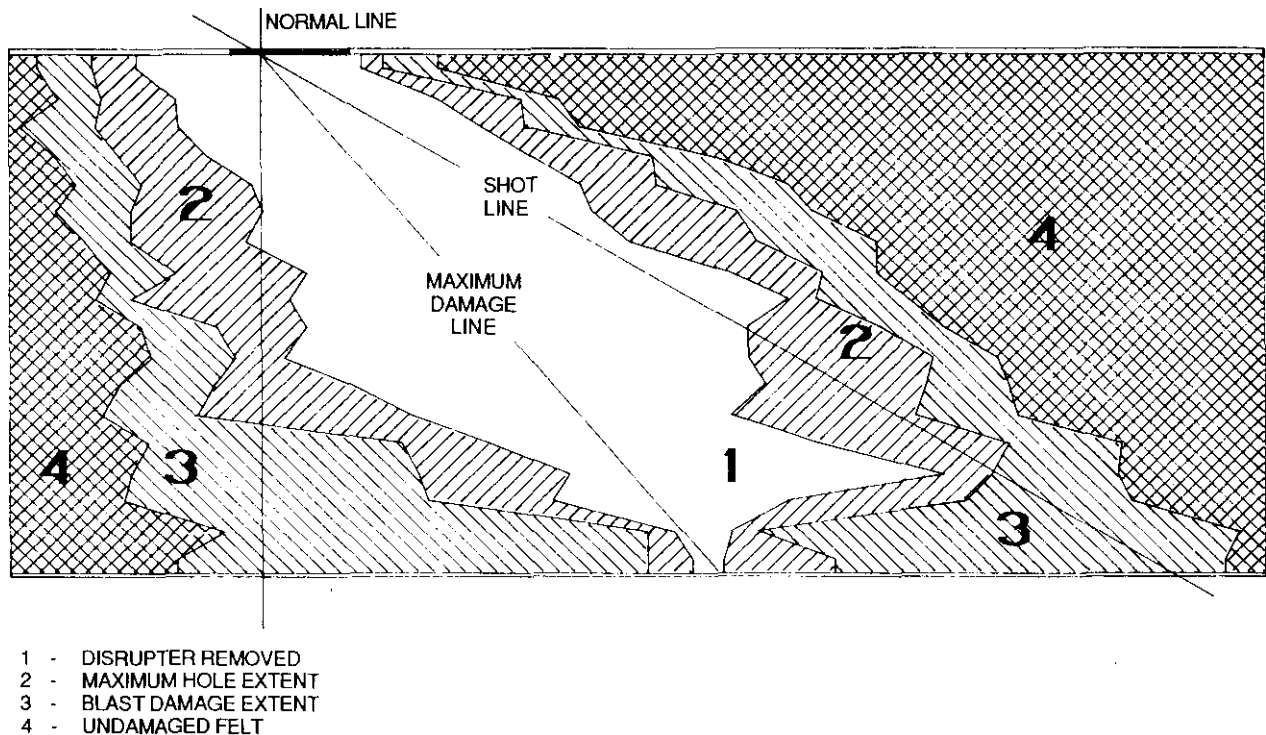 NORMAL LINE
2
SHOT
LINE
4
MAXIMUM
DAMAGE
LINE
2
4
3
1
3
1 - DISRUPTER REMOVED
2 - MAXIMUM HOLE EXTENT
3 - BLAST DAMAGE EXTENT
4 - UNDAMAGED FELT